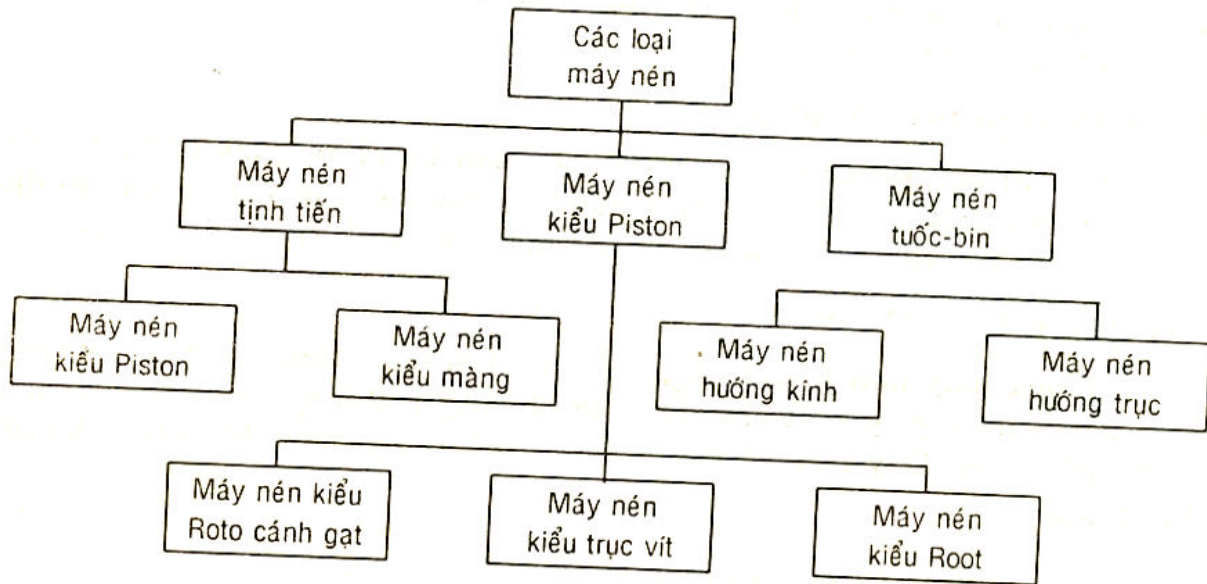 Các loại
máy nén
Máy nén
tịnh tiến
Máy nén
kiểu Piston
Máy nén
tuốc-bin
Máy nén
kiểu Piston
Máy nén
kiểu màng
Máy nén
hướng kính
Máy nén
hướng trục
Máy nén kiểu
Roto cánh gạt
Máy nén
kiểu trục vít
Máy nén
kiểu Root